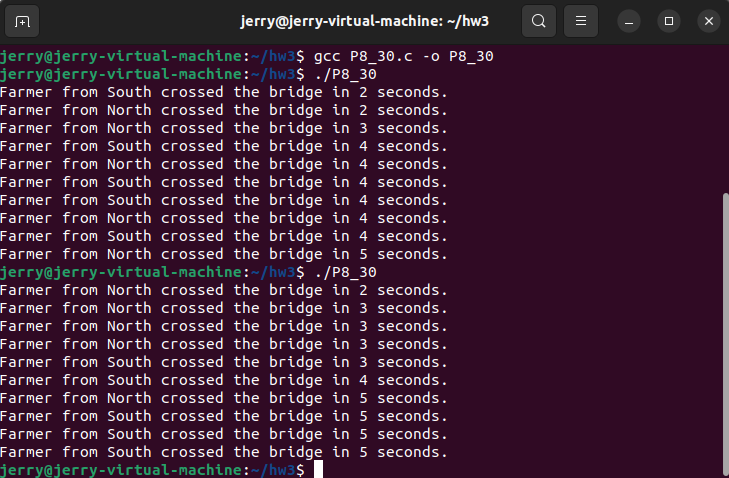 jerry@jerry-virtual-machine: ~/hw3
jerry@jerry-virtual-machine:~/hw3$ gcc P8_30.c -o P8_30
jerry@jerry-virtual-machine:~/hw3$ ./P8_30
Farmer from South crossed the bridge in 2 seconds.
Farmer from North crossed the bridge in 2 seconds.
Farmer from North crossed the bridge in 3 seconds.
Farmer from South crossed the bridge in 4 seconds.
Farmer from North crossed the bridge in 4 seconds.
Farmer from South crossed the bridge in 4 seconds.
Farmer from South crossed the bridge in 4 seconds.
Farmer from North crossed the bridge in 4 seconds.
Farmer from South crossed the bridge in 4 seconds.
Farmer from North crossed the bridge in 5 seconds.
jerry@jerry-virtual-machine:~/hw3$ ./P8_30
Farmer from North crossed the bridge in 2 seconds.
Farmer from North crossed the bridge in 3 seconds.
Farmer from North crossed the bridge in 3 seconds.
Farmer from North crossed the bridge in 3 seconds.
Farmer from South crossed the bridge in 3 seconds.
Farmer from South crossed the bridge in 4 seconds.
Farmer from North crossed the bridge in 5 seconds.
Farmer from South crossed the bridge in 5 seconds.
Farmer from South crossed the bridge in 5 seconds.
Farmer from South crossed the bridge in 5 seconds.
jerry@jerry-virtual-machine:~/hw3$